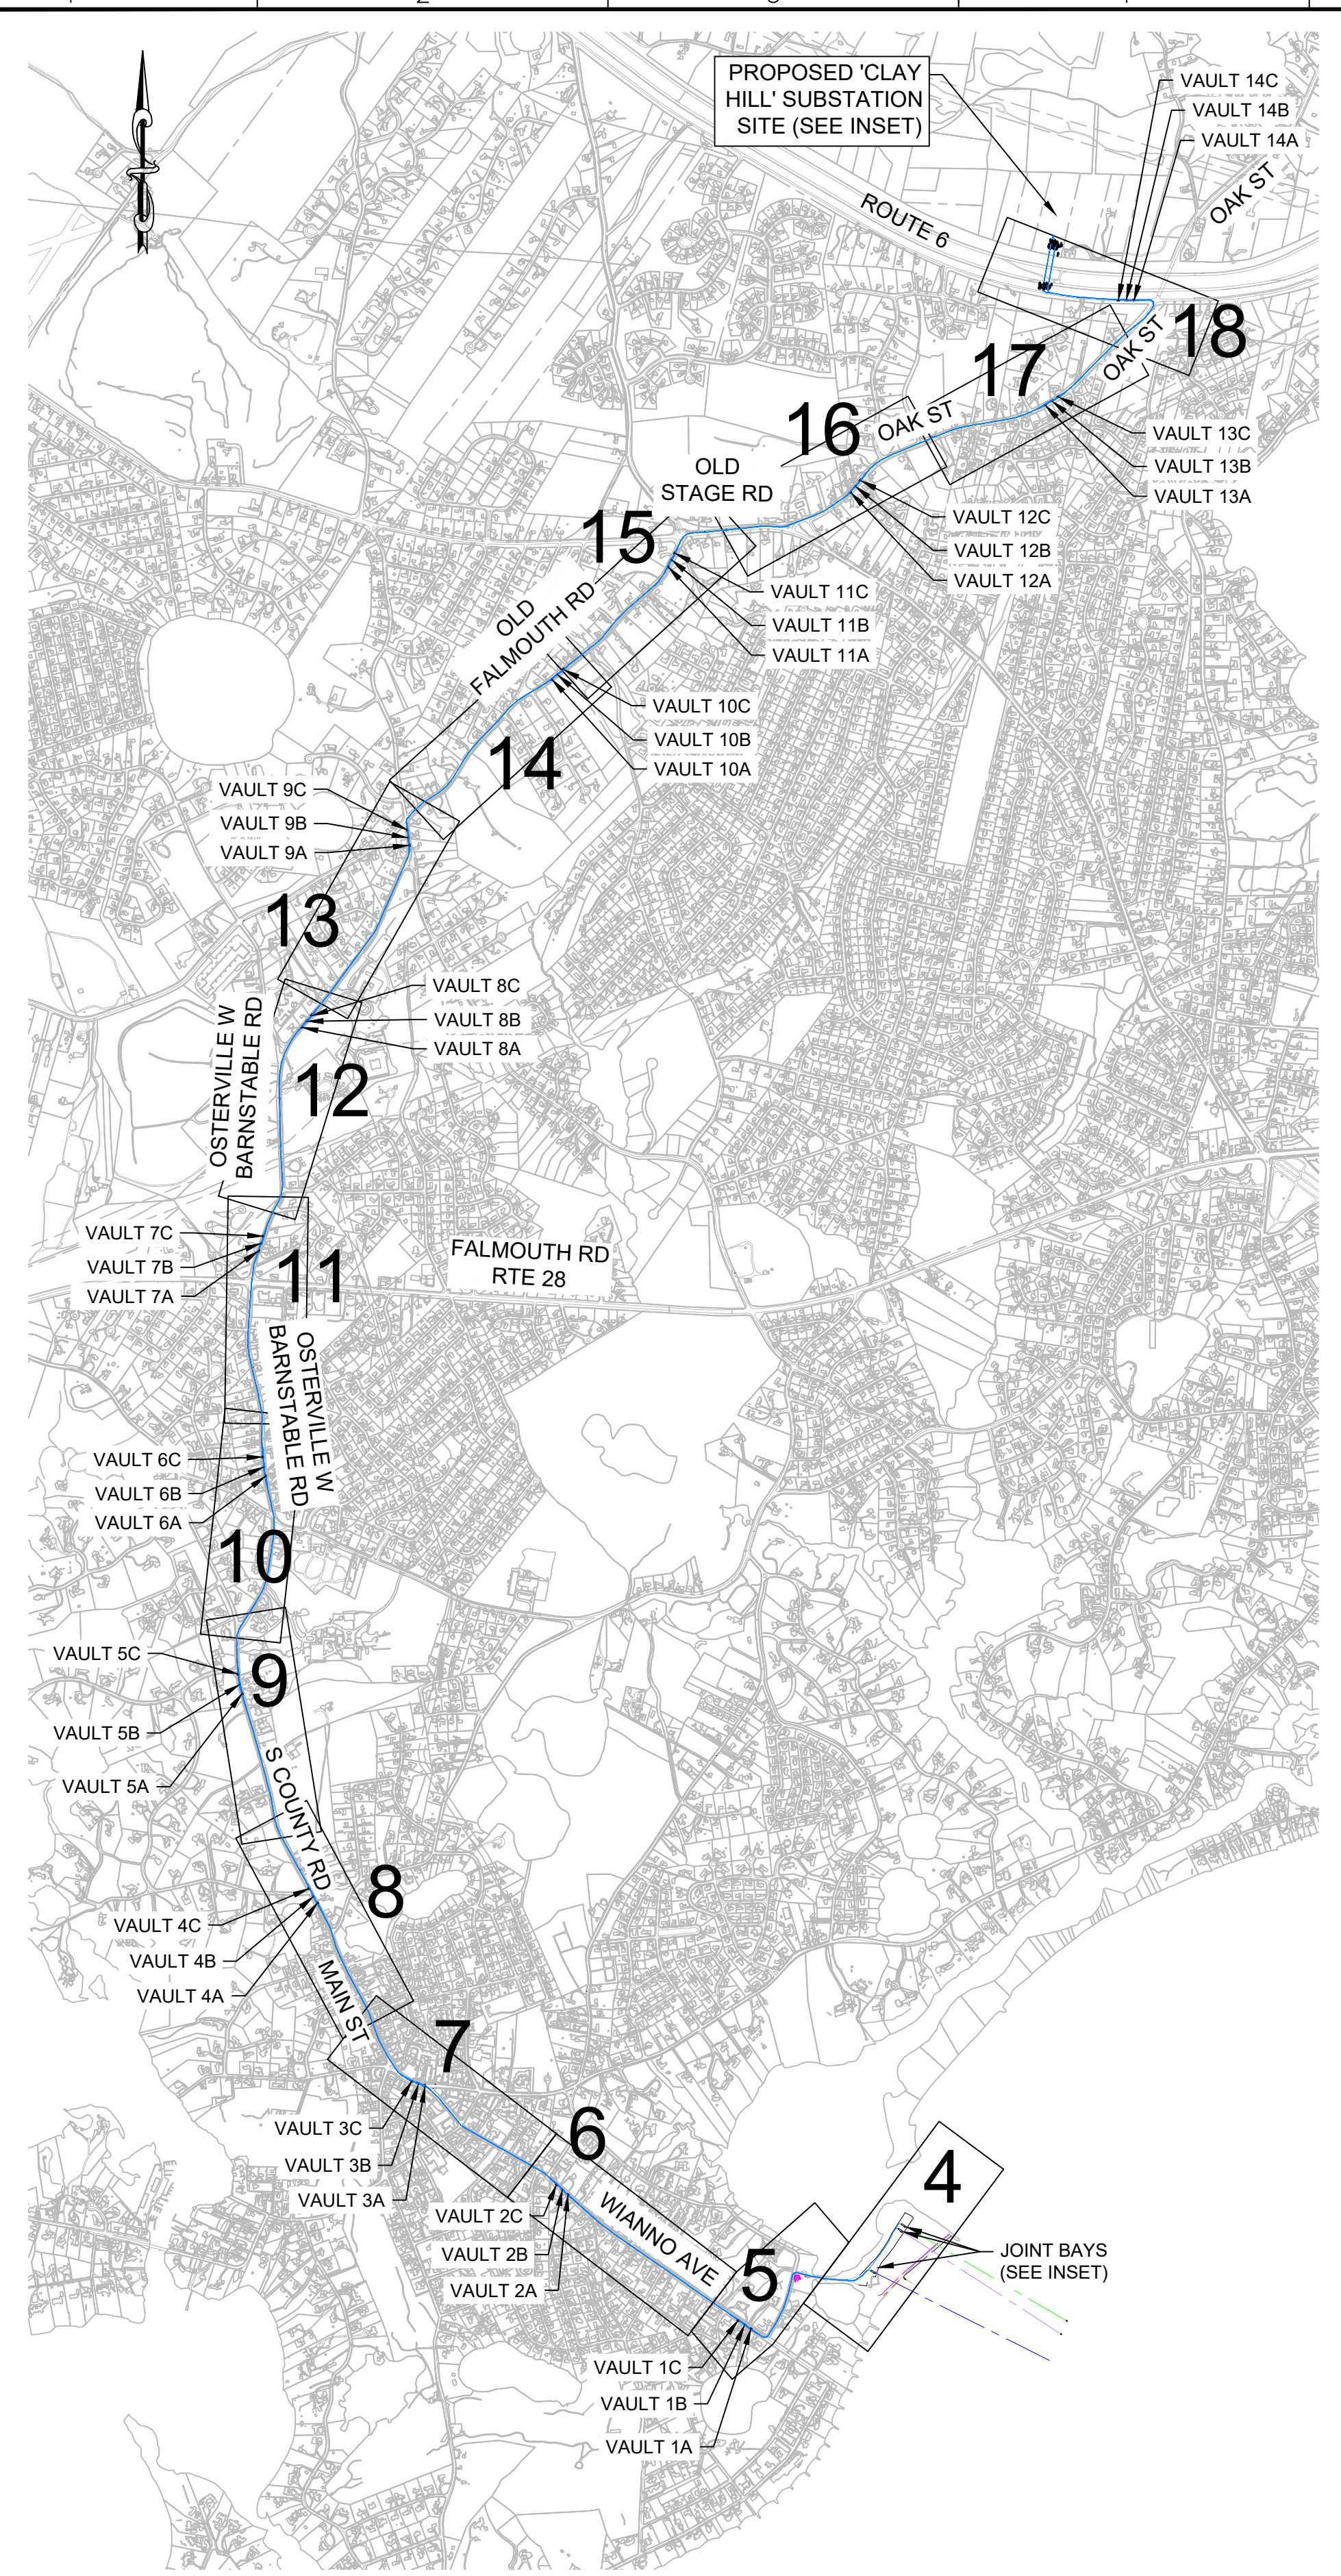 PROPOSED 'CLAY
HILL' SUBSTATION
SITE (SEE INSET)
VAULT 14C
VAULT 14B
VAULT 14A
OAK ST
ROUTE 6
18
OAK ST
17
16
OAK ST
VAULT 13C
VAULT 13B
VAULT 13A
OLD
STAGE RD
15
VAULT 12C
VAULT 12B
VAULT 12A
VAULT 11C
VAULT 11B
VAULT 11A
OLD
FALMOUTH RD
VAULT 10C
VAULT 10B
VAULT 10A
14
VAULT 9C
VAULT 9B
VAULT 9A
13
VAULT 8C
VAULT 8B
VAULT 8A
OSTERVILLE W
BARNSTABLE RD
12
VAULT 7C
VAULT 7B
VAULT 7A
11
FALMOUTH RD
RTE 28
OSTERVILLE W
BARNSTABLE RD
VAULT 6C
VAULT 6B
VAULT 6A
10
VAULT 5C
VAULT 5B
VAULT 5A
9
S COUNTY RD
8
VAULT 4C
VAULT 4B
VAULT 4A
MAIN ST
7
VAULT 3C
VAULT 3B
VAULT 3A
6
VAULT 2C
VAULT 2B
VAULT 2A
WIANNO AVE
4
5
JOINT BAYS
(SEE INSET)
VAULT 1C
VAULT 1B
VAULT 1A